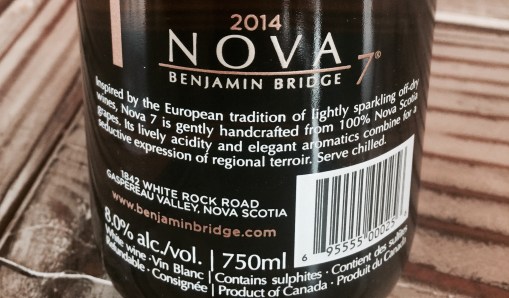 2014
NOVA 7®
BENJAMIN BRIDGE
Inspired by the European tradition of lightly sparkling off-dry
wines, Nova 7 is gently handcrafted from 100% Nova Scotia
grapes. Its lively acidity and elegant aromatics combine for a
seductive expression of regional terroir. Serve chilled.
1842 WHITE ROCK ROAD
GASPEREAU VALLEY, NOVA SCOTIA
www.benjaminbridge.com
8.0% alc./vol. | 750ml
White wine · Vin Blanc | Contains sulphites · Contient des sulfites
Refundable · Consignée | Product of Canada · Produit du Canada
6 95555 00025